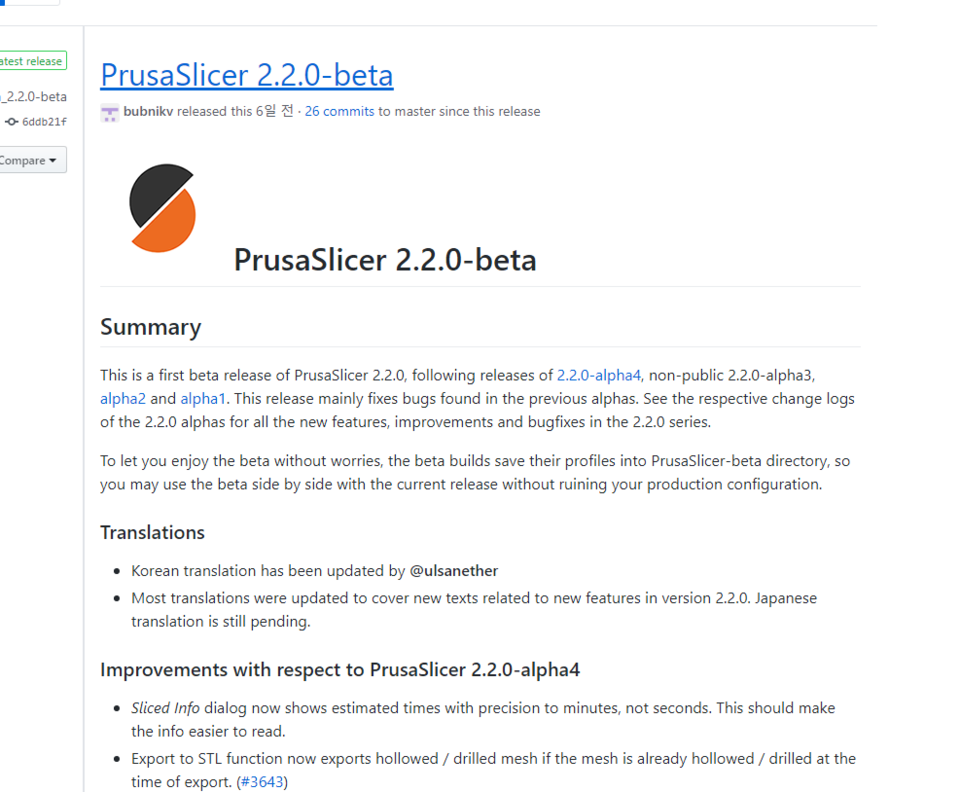 PrusaSlicer 2.2.0-beta
atest release
_2.2.0-beta
bubnikv released this 6일 전 · 26 commits to master since this release
6ddb21f
Compare
PrusaSlicer 2.2.0-beta
Summary
This is a first beta release of PrusaSlicer 2.2.0, following releases of 2.2.0-alpha4, non-public 2.2.0-alpha3,
alpha2 and alpha1. This release mainly fixes bugs found in the previous alphas. See the respective change logs
of the 2.2.0 alphas for all the new features, improvements and bugfixes in the 2.2.0 series.
To let you enjoy the beta without worries, the beta builds save their profiles into PrusaSlicer-beta directory, so
you may use the beta side by side with the current release without ruining your production configuration.
Translations
Korean translation has been updated by @ulsanether
Most translations were updated to cover new texts related to new features in version 2.2.0. Japanese
translation is still pending.
Improvements with respect to PrusaSlicer 2.2.0-alpha4
Sliced Info dialog now shows estimated times with precision to minutes, not seconds. This should make
the info easier to read.
Export to STL function now exports hollowed / drilled mesh if the mesh is already hollowed / drilled at the
time of export. (#3643)